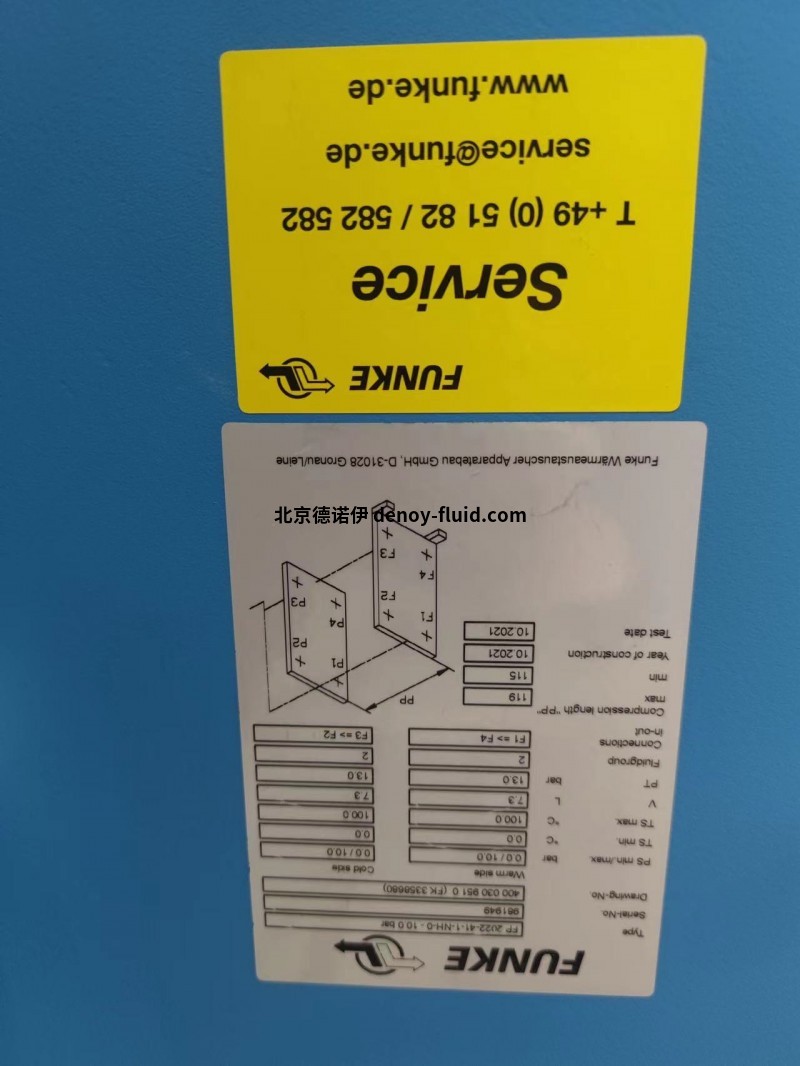 FUNKE
Type FP 2022-41-1-NH-0 - 10.0 bar
Serial-No. 981949
Drawing-No. 400 030 951 0 (FK 3358680)
Warm side Cold side
PS min./max. bar 0.0 / 10.0 0.0 / 10.0
TS min. °C 0.0 0.0
TS max. °C 100.0 100.0
V L 7.3 7.3
PT bar 13.0 13.0
Fluidgroup 2 2
Connections
in-out F1 => F4 F3 => F2
Compression length "PP"
max 119
min 115
Year of construction 10.2021
Test date 10.2021
PP
P1 P2 P4 P3
F1 F2 F4 F3
北京德诺伊 denoy-fluid.com
Funke Wärmeaustauscher Apparatebau GmbH, D-31028 Gronau/Leine
FUNKE
Service
T +49 (0) 51 82 / 582 582
service@funke.de
www.funke.de